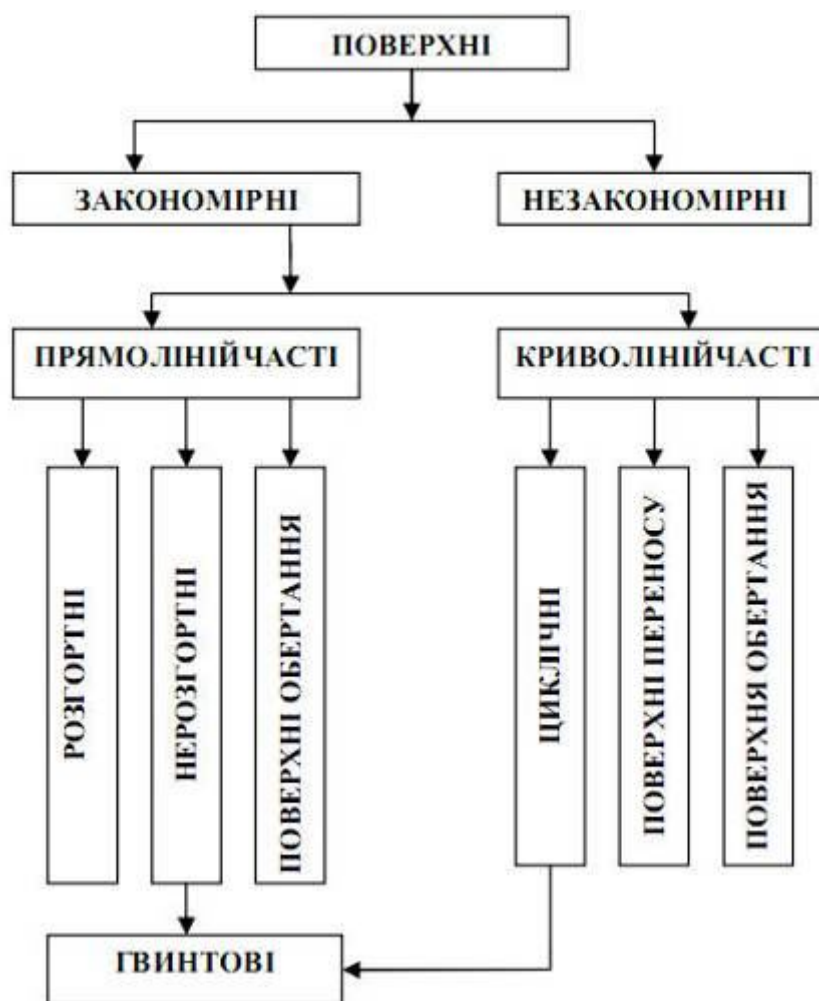 ПОВЕРХНІ
ЗАКОНОМІРНІ
НЕЗАКОНОМІРНІ
ПРЯМОЛІНІЙЧАСТІ
КРИВОЛІНІЙЧАСТІ
РОЗГОРТНІ
НЕРОЗГОРТНІ
ПОВЕРХНІ ОБЕРТАННЯ
ЦИКЛІЧНІ
ПОВЕРХНІ ПЕРЕНОСУ
ПОВЕРХНЯ ОБЕРТАННЯ
ГВИНТОВІ